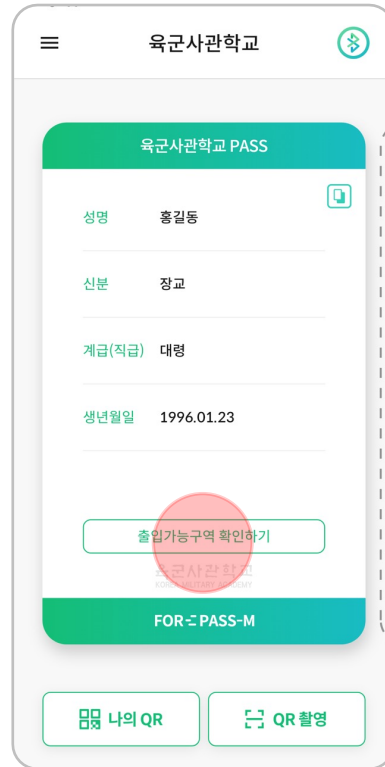 육군사관학교
육군사관학교 PASS
성명 홍길동
신분 장교
계급(직급) 대령
생년월일 1996.01.23
출입가능구역 확인하기
육군사관학교
KOREA MILITARY ACADEMY
FOR PASS-M
나의 QR
QR 촬영